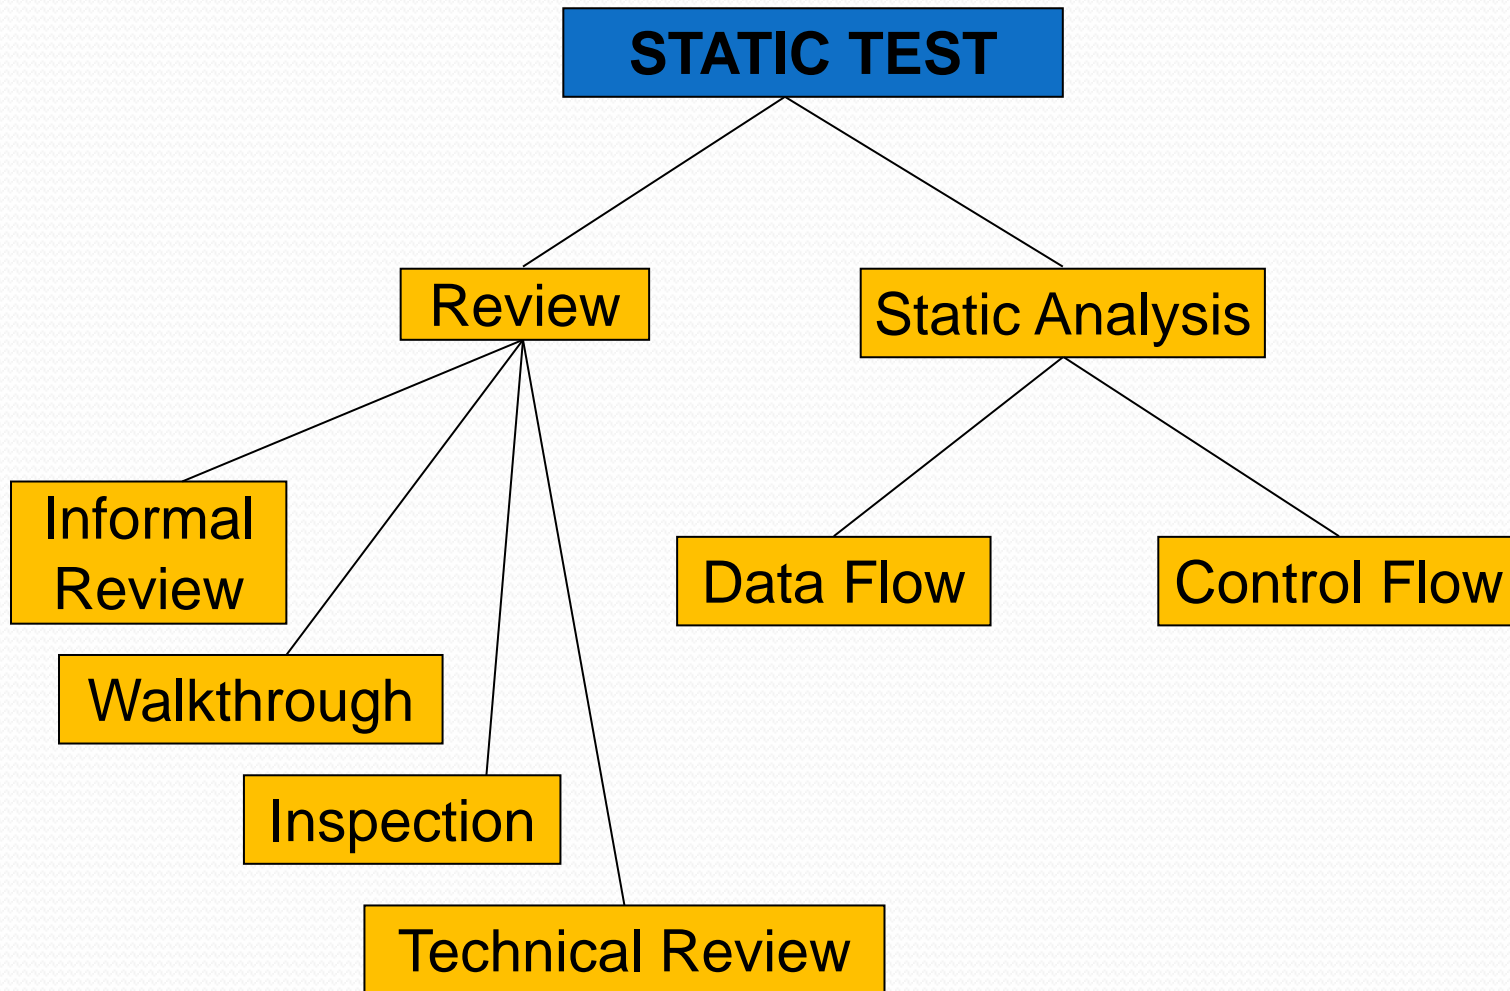 STATIC TEST
Review
Static Analysis
Informal
Review
Data Flow
Control Flow
Walkthrough
Inspection
Technical Review